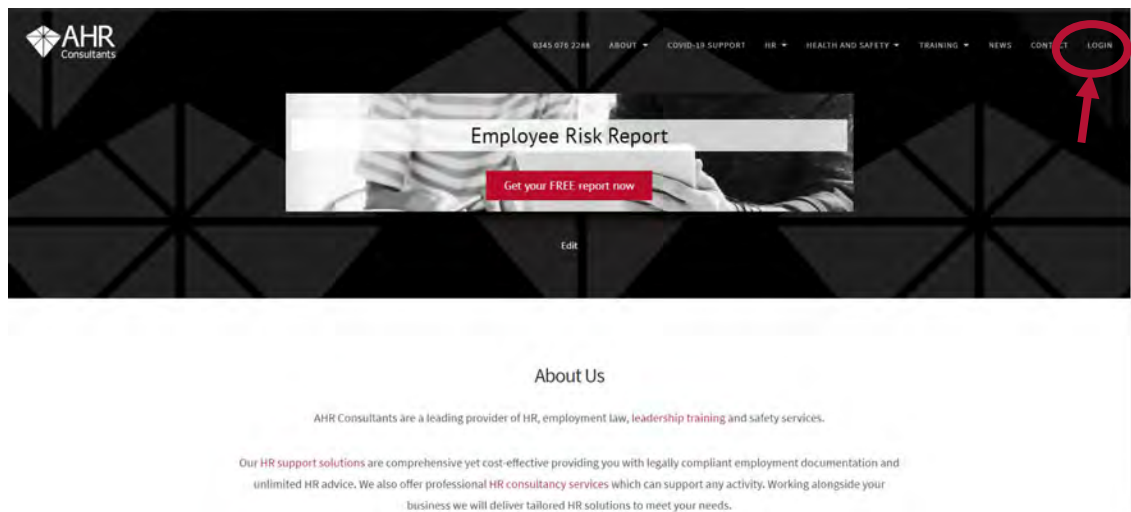 AHR
Consultants
0345 076 2288 ABOUT COVID-19 SUPPORT HR HEALTH AND SAFETY TRAINING NEWS CONTACT LOGIN
Employee Risk Report
Get your FREE report now
Edit
About Us
AHR Consultants are a leading provider of HR, employment law, leadership training and safety services.
Our HR support solutions are comprehensive yet cost-effective providing you with legally compliant employment documentation and
unlimited HR advice. We also offer professional HR consultancy services which can support any activity. Working alongside your
business we will deliver tailored HR solutions to meet your needs.